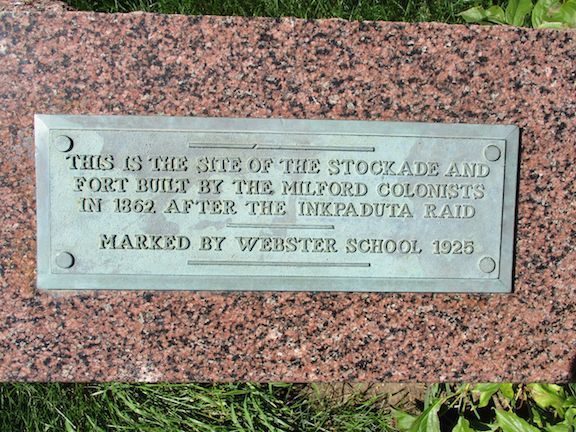 THIS IS THE SITE OF THE STOCKADE AND
FORT BUILT BY THE MILFORD COLONISTS
IN 1862 AFTER THE INKPADUTA RAID
MARKED BY WEBSTER SCHOOL 1925